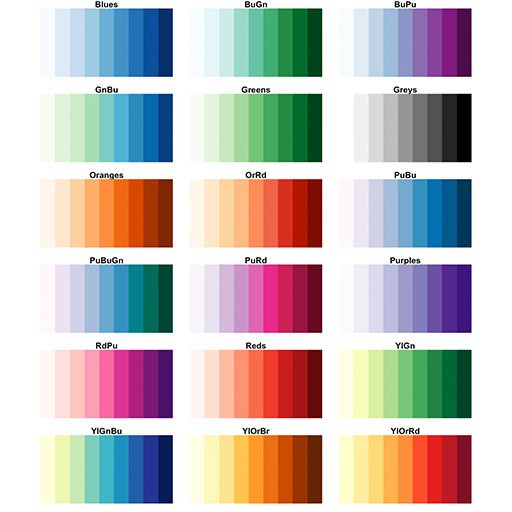 Blues BuGn BuPu
GnBu Greens Greys
Oranges OrRd PuBu
PuBuGn PuRd Purples
RdPu Reds YlGn
YlGnBu YlOrBr YlOrRd